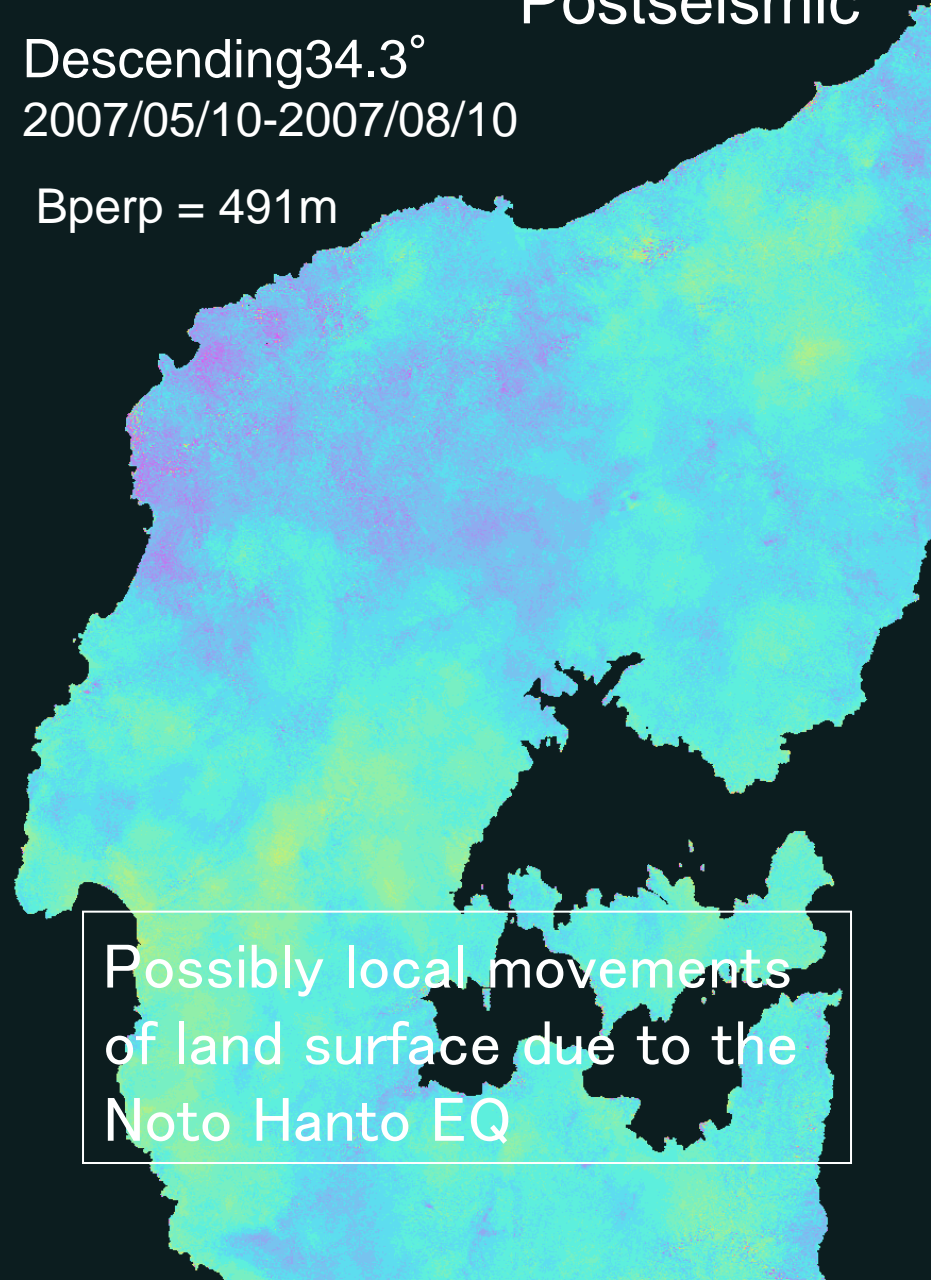 Postseismic
Descending34.3°
2007/05/10-2007/08/10
Bperp = 491m
Possibly local movements
of land surface due to the
Noto Hanto EQ